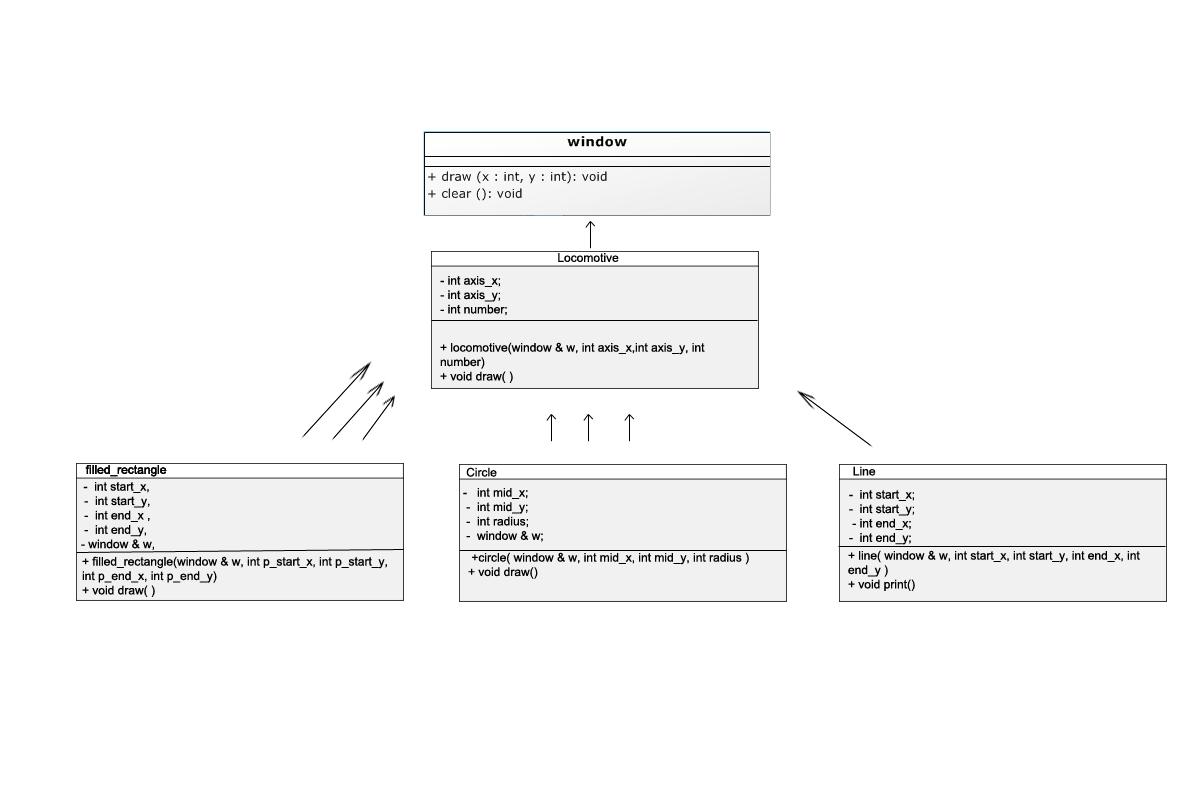 window
+ draw (x : int, y : int): void
+ clear (): void
Locomotive
- int axis_x;
- int axis_y;
- int number;
+ locomotive(window & w, int axis_x,int axis_y, int
number)
+ void draw( )
filled_rectangle
- int start_x,
- int start_y,
- int end_x ,
- int end_y,
- window & w,
+ filled_rectangle(window & w, int p_start_x, int p_start_y,
int p_end_x, int p_end_y)
+ void draw( )
Circle
- int mid_x;
- int mid_y;
- int radius;
- window & w;
+circle( window & w, int mid_x, int mid_y, int radius )
+ void draw()
Line
- int start_x;
- int start_y;
- int end_x;
- int end_y;
+ line( window & w, int start_x, int start_y, int end_x, int
end_y )
+ void print()